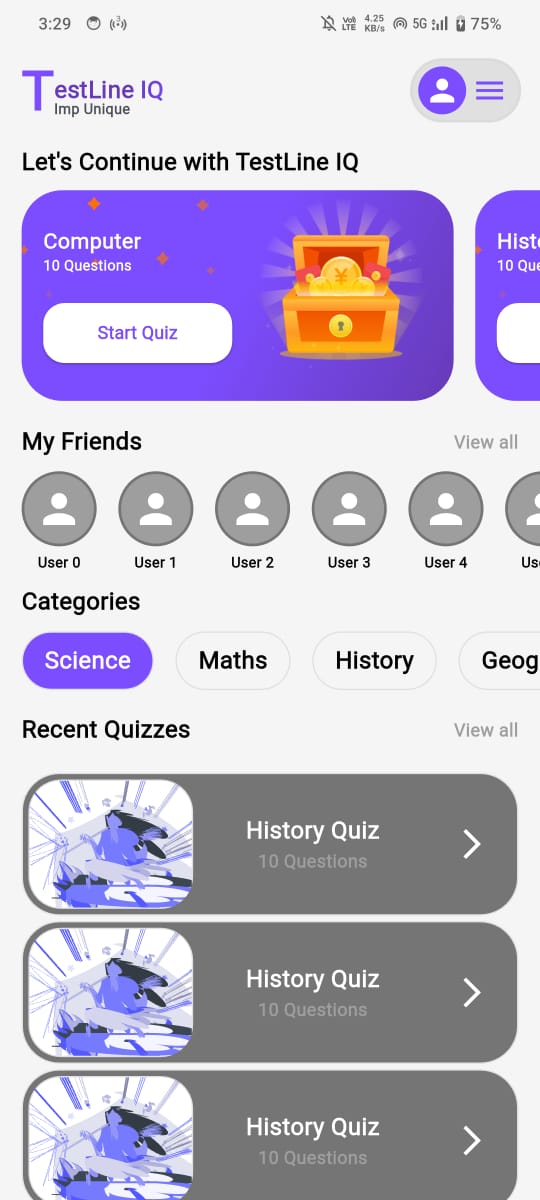 3:29 3 Vo) LTE 4.25 KB/s 5G 75%
TestLine IQ
Imp Unique
Let's Continue with TestLine IQ
Computer
10 Questions
Start Quiz
¥
Histo
10 Que
My Friends View all
User 0 User 1 User 2 User 3 User 4 Us
Categories
Science Maths History Geog
Recent Quizzes View all
History Quiz
10 Questions
History Quiz
10 Questions
History Quiz
10 Questions